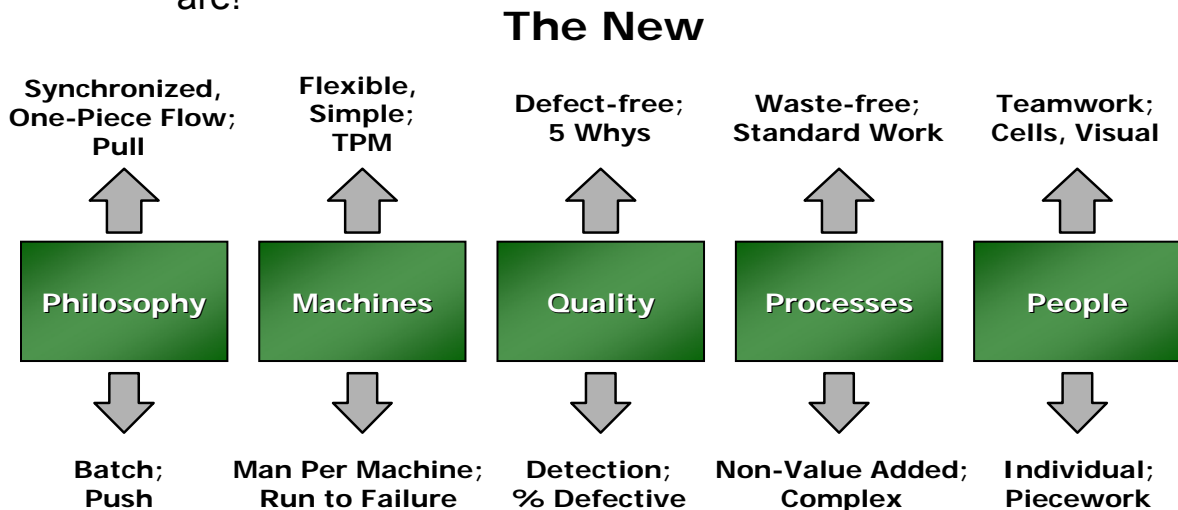 are!
The New
Synchronized,
One-Piece Flow;
Pull
Flexible,
Simple;
TPM
Defect-free;
5 Whys
Waste-free;
Standard Work
Teamwork;
Cells, Visual
Philosophy
Machines
Quality
Processes
People
Batch;
Push
Man Per Machine;
Run to Failure
Detection;
% Defective
Non-Value Added;
Complex
Individual;
Piecework